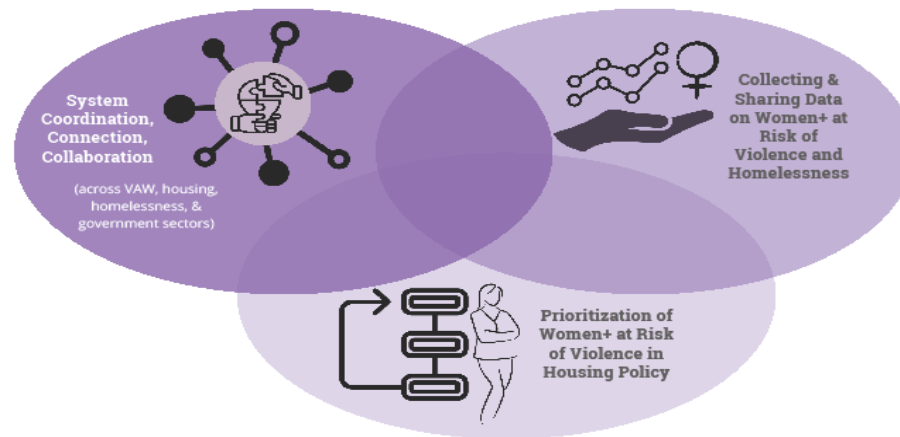 System
Coordination,
Connection,
Collaboration
(across VAW, housing,
homelessness, &
government sectors)
Collecting &
Sharing Data
on Women+ at
Risk of
Violence and
Homelessness
Prioritization of
Women+ at Risk
of Violence in
Housing Policy